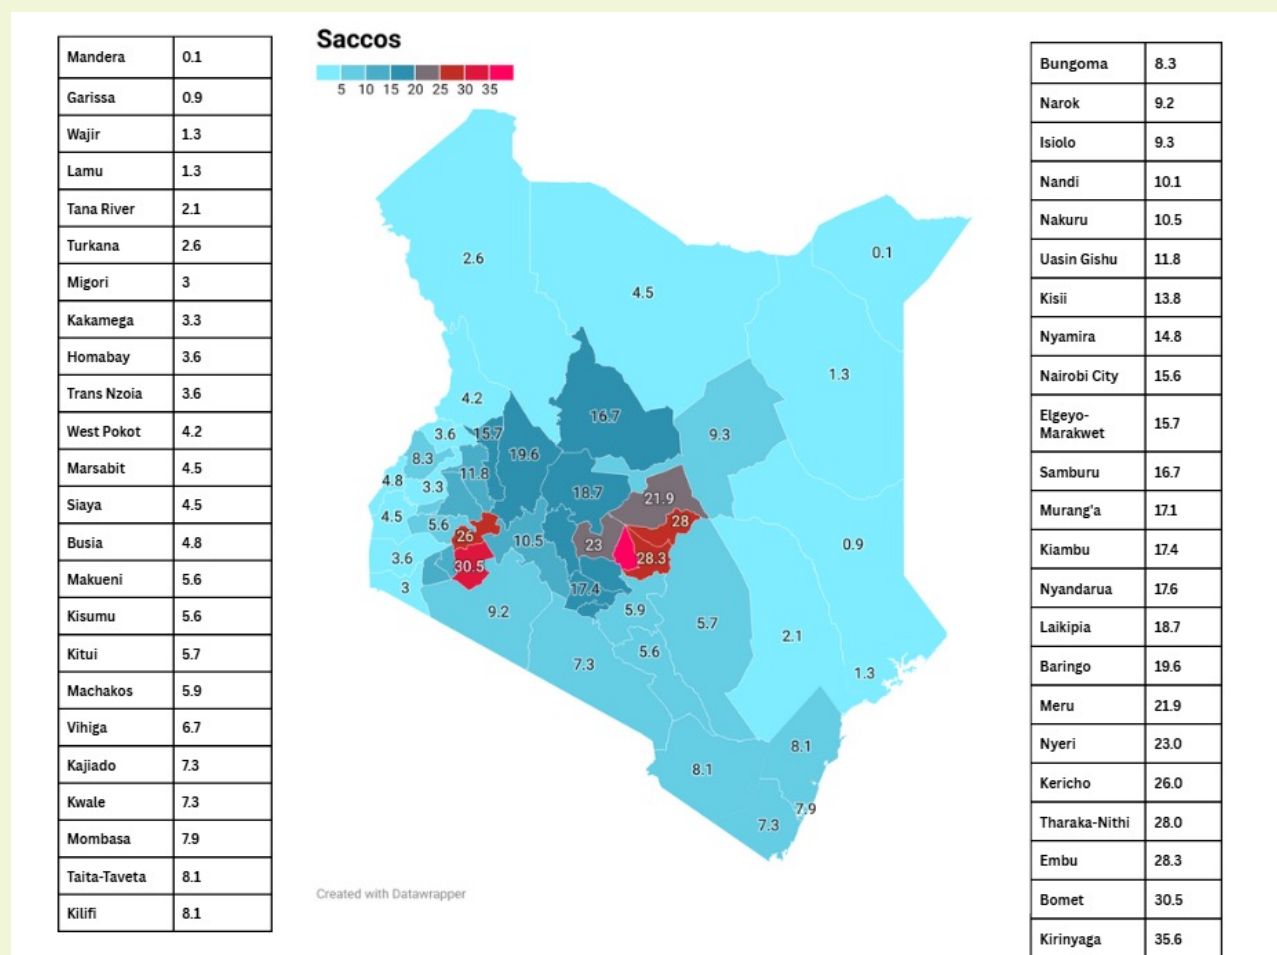 Saccos
5 10 15 20 25 30 35
Mandera 0.1
Garissa 0.9
Wajir 1.3
Lamu 1.3
Tana River 2.1
Turkana 2.6
Migori 3
Kakamega 3.3
Homabay 3.6
Trans Nzoia 3.6
West Pokot 4.2
Marsabit 4.5
Siaya 4.5
Busia 4.8
Makueni 5.6
Kisumu 5.6
Kitui 5.7
Machakos 5.9
Vihiga 6.7
Kajiado 7.3
Kwale 7.3
Mombasa 7.9
Taita-Taveta 8.1
Kilifi 8.1
0.1
2.6
4.5
1.3
4.2
16.7
3.6
15.7
9.3
19.6
8.3
11.8
4.8
3.3
18.7
21.9
4.5
5.6
28
26
10.5
23
0.9
3.6
30.5
28.3
3
17.4
9.2
5.9
5.7
2.1
5.6
7.3
1.3
8.1
8.1
7.9
7.3
Created with Datawrapper
Bungoma 8.3
Narok 9.2
Isiolo 9.3
Nandi 10.1
Nakuru 10.5
Uasin Gishu 11.8
Kisii 13.8
Nyamira 14.8
Nairobi City 15.6
Elgeyo-
Marakwet 15.7
Samburu 16.7
Murang'a 17.1
Kiambu 17.4
Nyandarua 17.6
Laikipia 18.7
Baringo 19.6
Meru 21.9
Nyeri 23.0
Kericho 26.0
Tharaka-Nithi 28.0
Embu 28.3
Bomet 30.5
Kirinyaga 35.6